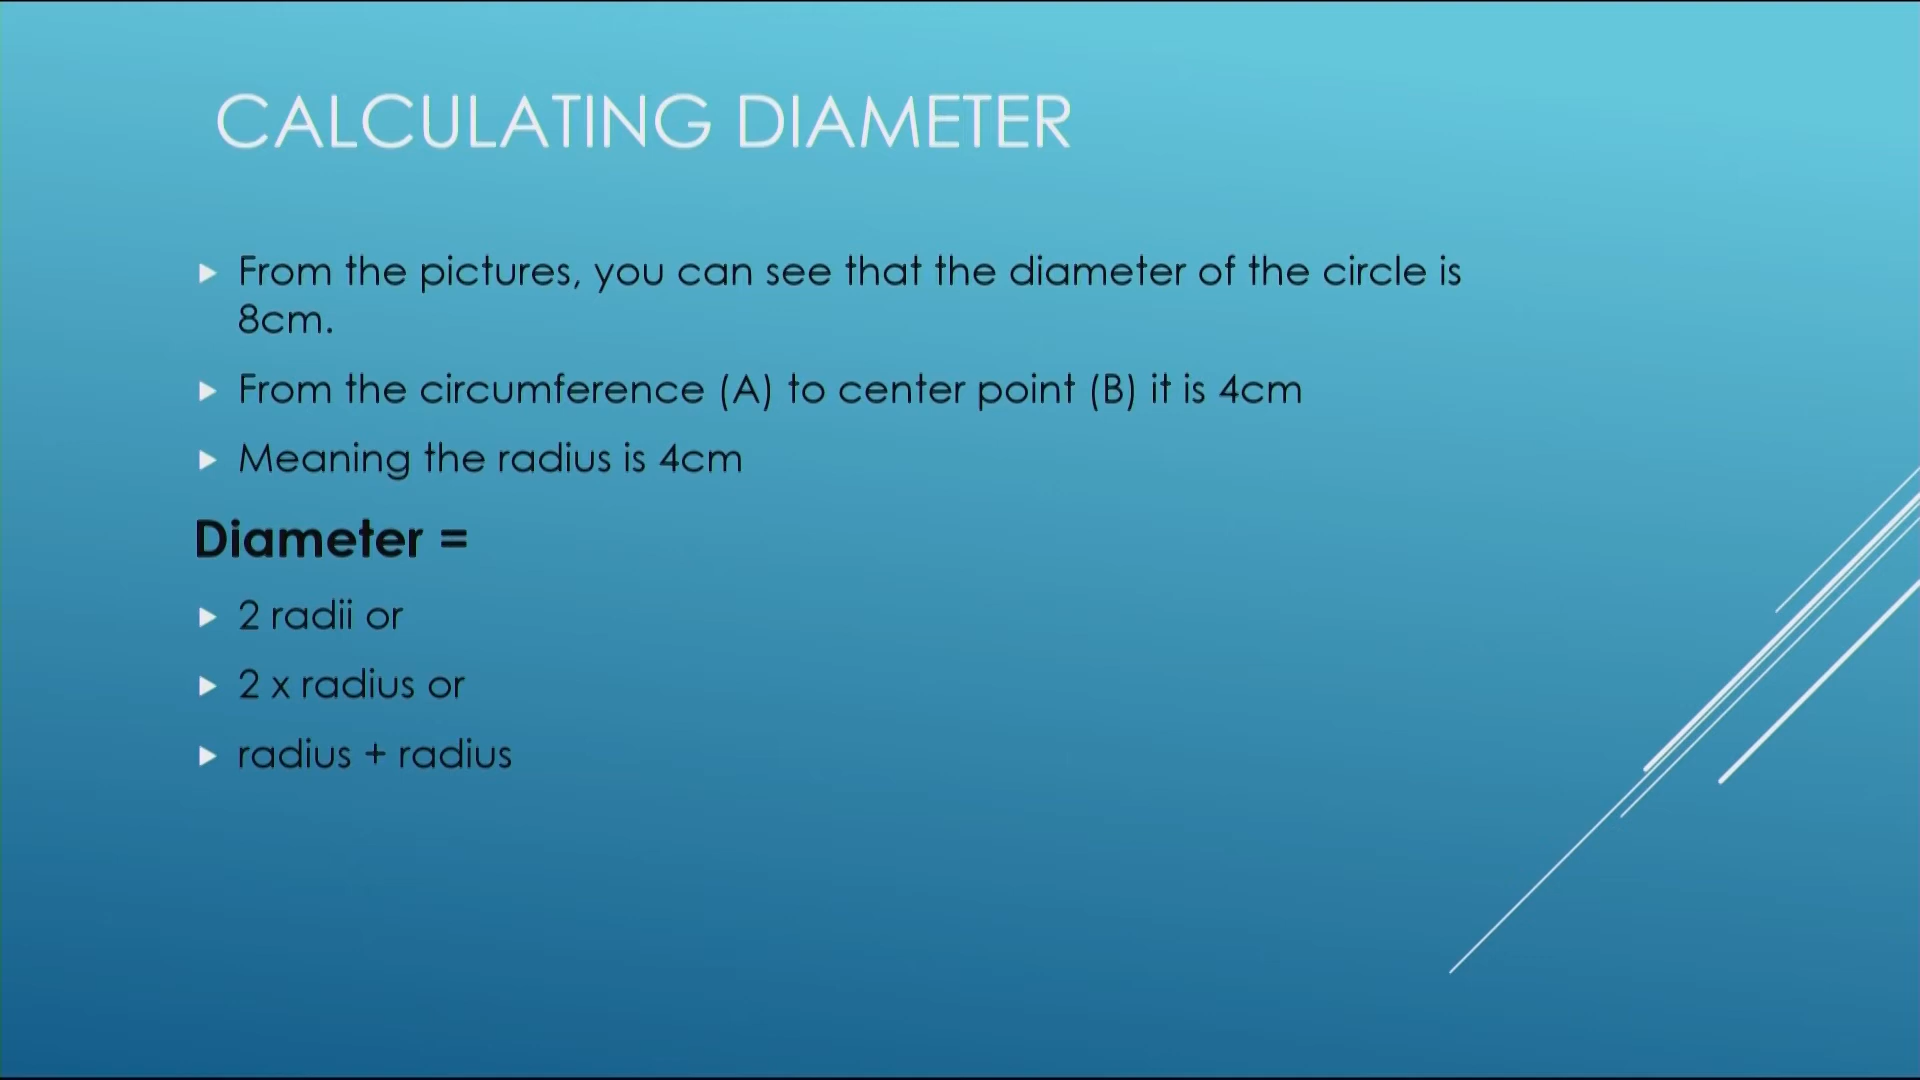 CALCULATING DIAMETER
From the pictures, you can see that the diameter of the circle is
8cm.
From the circumference (A) to center point (B) it is 4cm
Meaning the radius is 4cm
Diameter =
2 radii or
2 x radius or
radius + radius